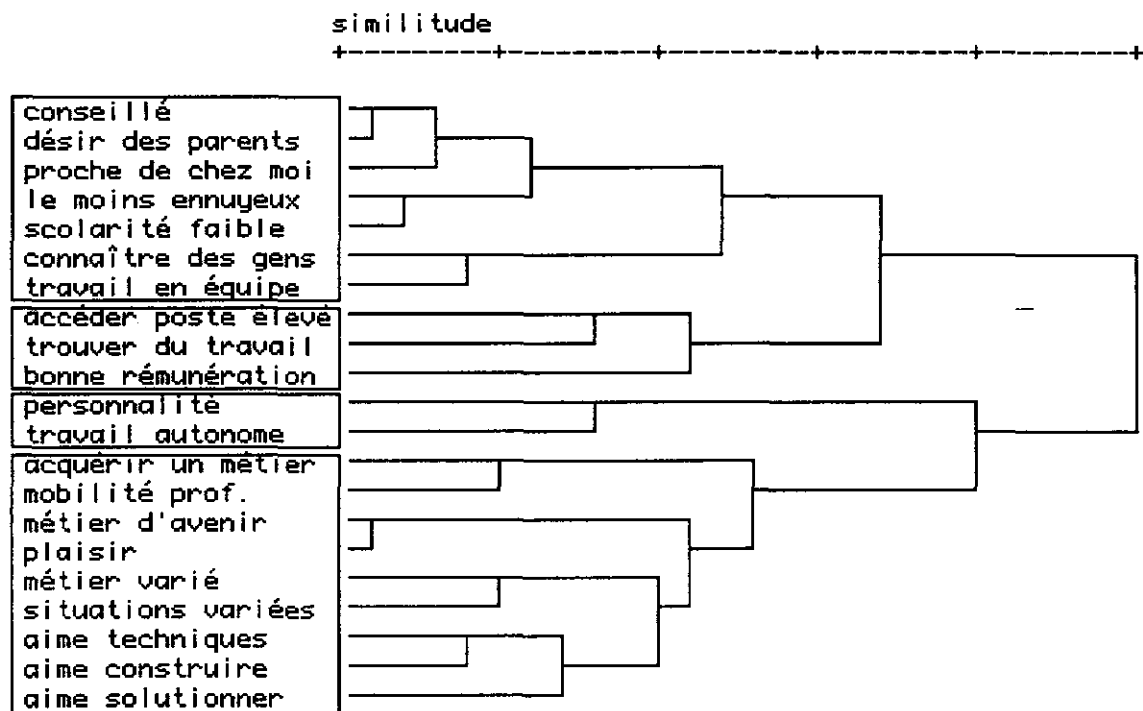 similitude
conseillé
désir des parents
proche de chez moi
le moins ennuyeux
scolarité faible
connaître des gens
travail en équipe
accéder poste élevé
trouver du travail
bonne rémunération
personnalité
travail autonome
acquérir un métier
mobilité prof.
métier d'avenir
plaisir
métier varié
situations variées
aime techniques
aime construire
aime solutionner